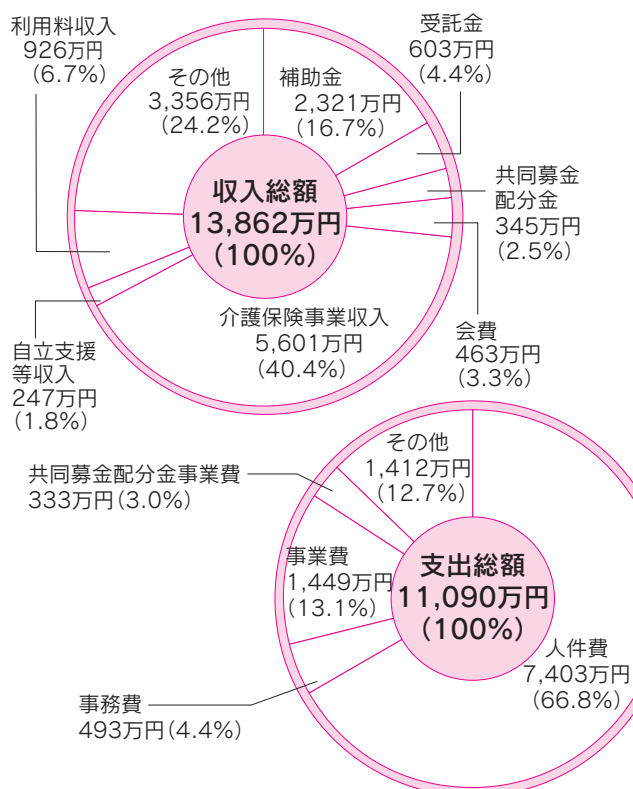 利用料収入
926万円
(6.7%)
その他
3,356万円
(24.2%)
補助金
2,321万円
(16.7%)
受託金
603万円
(4.4%)
共同募金
配分金
345万円
(2.5%)
収入総額
13,862万円
(100%)
介護保険事業収入
5,601万円
(40.4%)
会費
463万円
(3.3%)
自立支援
等収入
247万円
(1.8%)
その他
1,412万円
(12.7%)
共同募金配分金事業費
333万円(3.0%)
事業費
1,449万円
(13.1%)
支出総額
11,090万円
(100%)
人件費
7,403万円
(66.8%)
事務費
493万円(4.4%)